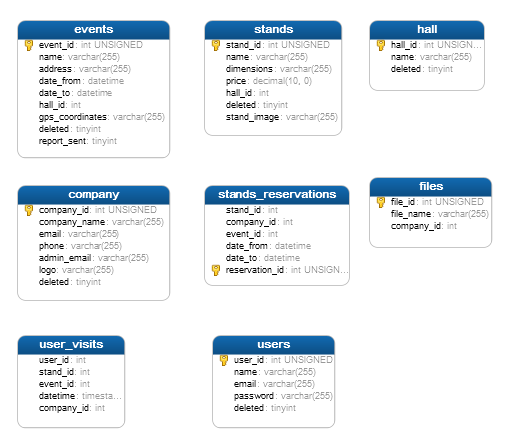 events
event_id: int UNSIGNED
name: varchar(255)
address: varchar(255)
date_from: datetime
date_to: datetime
hall_id: int
gps_coordinates: varchar(255)
deleted: tinyint
report_sent: tinyint
stands
stand_id: int UNSIGNED
name: varchar(255)
dimensions: varchar(255)
price: decimal(10, 0)
hall_id: int
deleted: tinyint
stand_image: varchar(255)
hall
hall_id: int UNSIGN...
name: varchar(255)
deleted: tinyint
company
company_id: int UNSIGNED
company_name: varchar(255)
email: varchar(255)
phone: varchar(255)
admin_email: varchar(255)
logo: varchar(255)
deleted: tinyint
stands_reservations
stand_id: int
company_id: int
event_id: int
date_from: datetime
date_to: datetime
reservation_id: int UNSIGN...
files
file_id: int UNSIGNED
file_name: varchar(255)
company_id: int
user_visits
user_id: int
stand_id: int
event_id: int
datetime: timesta...
company_id: int
users
user_id: int UNSIGNED
name: varchar(255)
email: varchar(255)
password: varchar(255)
deleted: tinyint